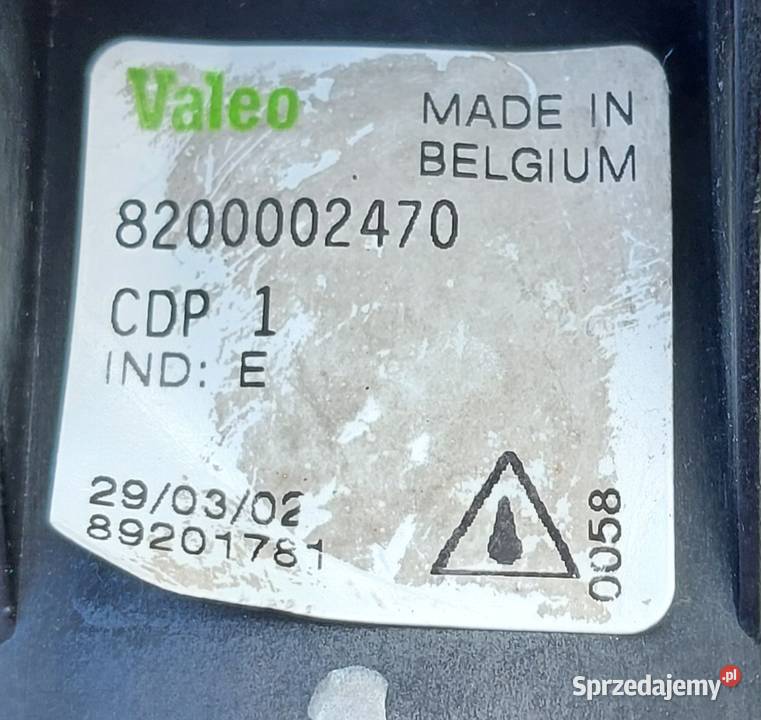 Valeo
MADE IN
BELGIUM
8200002470
CDP 1
IND: E
29/03/02
89201781
0058
Sprzedajemy.pl